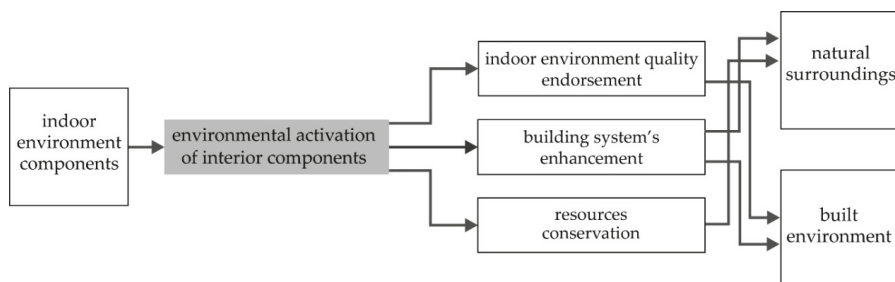 indoor
environment
components
environmental activation
of interior components
indoor environment quality
endorsement
building system's
enhancement
resources
conservation
natural
surroundings
built
environment